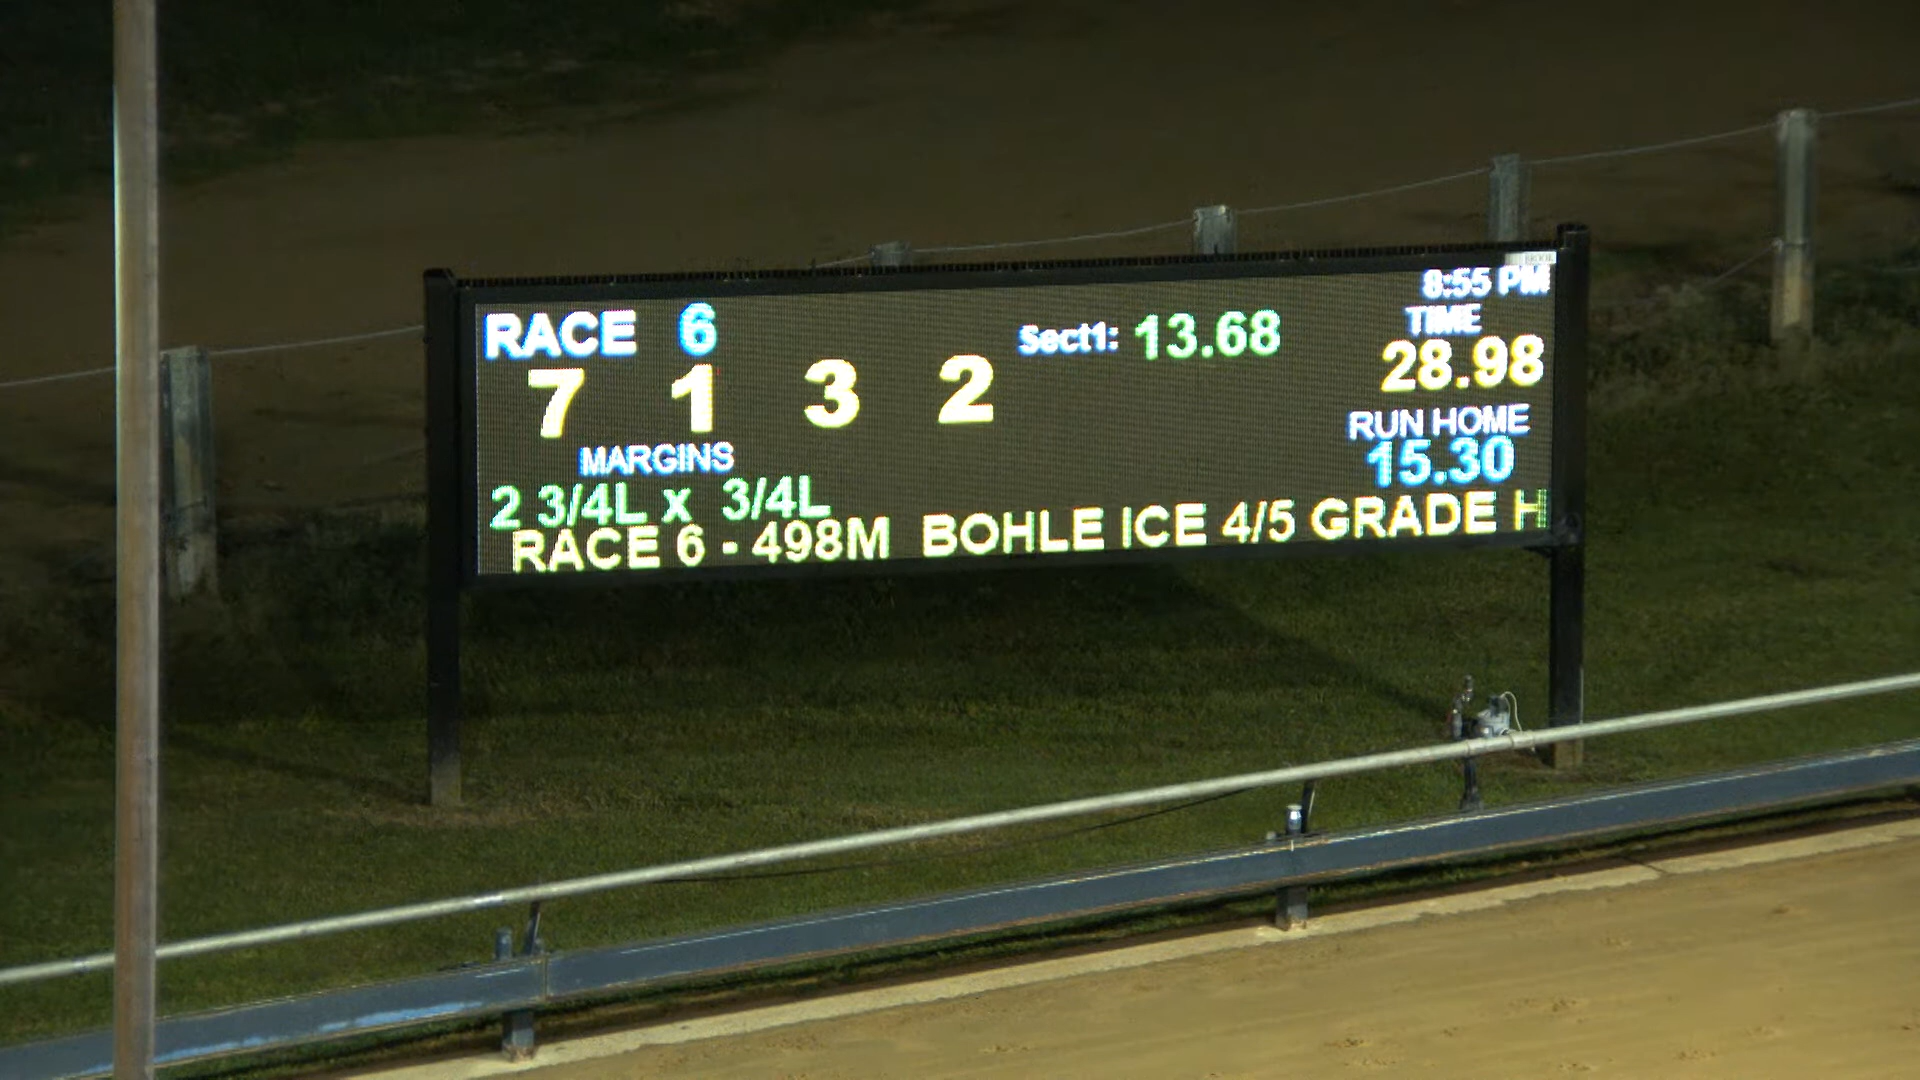 8:55 PM
RACE 6
Sect1: 13.68
TIME
28.98
7 1 3 2
RUN HOME
15.30
MARGINS
2 3/4L x 3/4L
RACE 6 - 498M BOHLE ICE 4/5 GRADE H